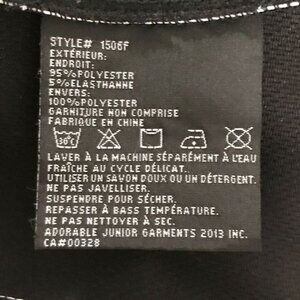 STYLE# 1506F
EXTÉRIEUR:
ENDROIT:
95%POLYESTER
5%ÉLASTHANNE
ENVERS:
100%POLYESTER
GARNITURE NON COMPRISE
FABRIQUÉ EN CHINE
30°C
LAVER À LA MACHINE SÉPARÉMENT À L'EAU
FRAÎCHE AU CYCLE DÉLICAT.
UTILISER UN SAVON DOUX OU UN DÉTERGENT.
NE PAS JAVELLISER.
SUSPENDRE POUR SÉCHER.
REPASSER À BASS TEMPÉRATURE.
NE PAS NETTOYER À SEC.
ADORABLE JUNIOR GARMENTS 2013 INC.
CA#00328